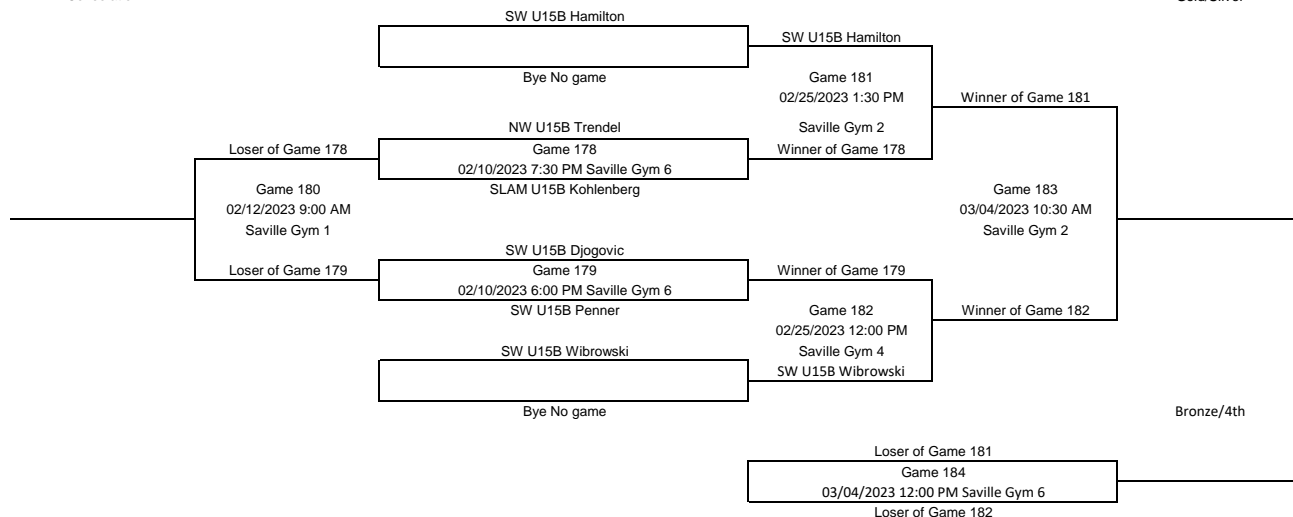 SW U15B Hamilton
SW U15B Hamilton
Bye No game
Game 181
02/25/2023 1:30 PM
Winner of Game 181
NW U15B Trendel
Saville Gym 2
Loser of Game 178
Game 178
Winner of Game 178
02/10/2023 7:30 PM Saville Gym 6
Game 180
SLAM U15B Kohlenberg
Game 183
02/12/2023 9:00 AM
03/04/2023 10:30 AM
Saville Gym 1
Saville Gym 2
SW U15B Djogovic
Loser of Game 179
Game 179
Winner of Game 179
02/10/2023 6:00 PM Saville Gym 6
SW U15B Penner
Game 182
Winner of Game 182
02/25/2023 12:00 PM
SW U15B Wibrowski
Saville Gym 4
SW U15B Wibrowski
Bye No game
Bronze/4th
Loser of Game 181
Game 184
03/04/2023 12:00 PM Saville Gym 6
Loser of Game 182